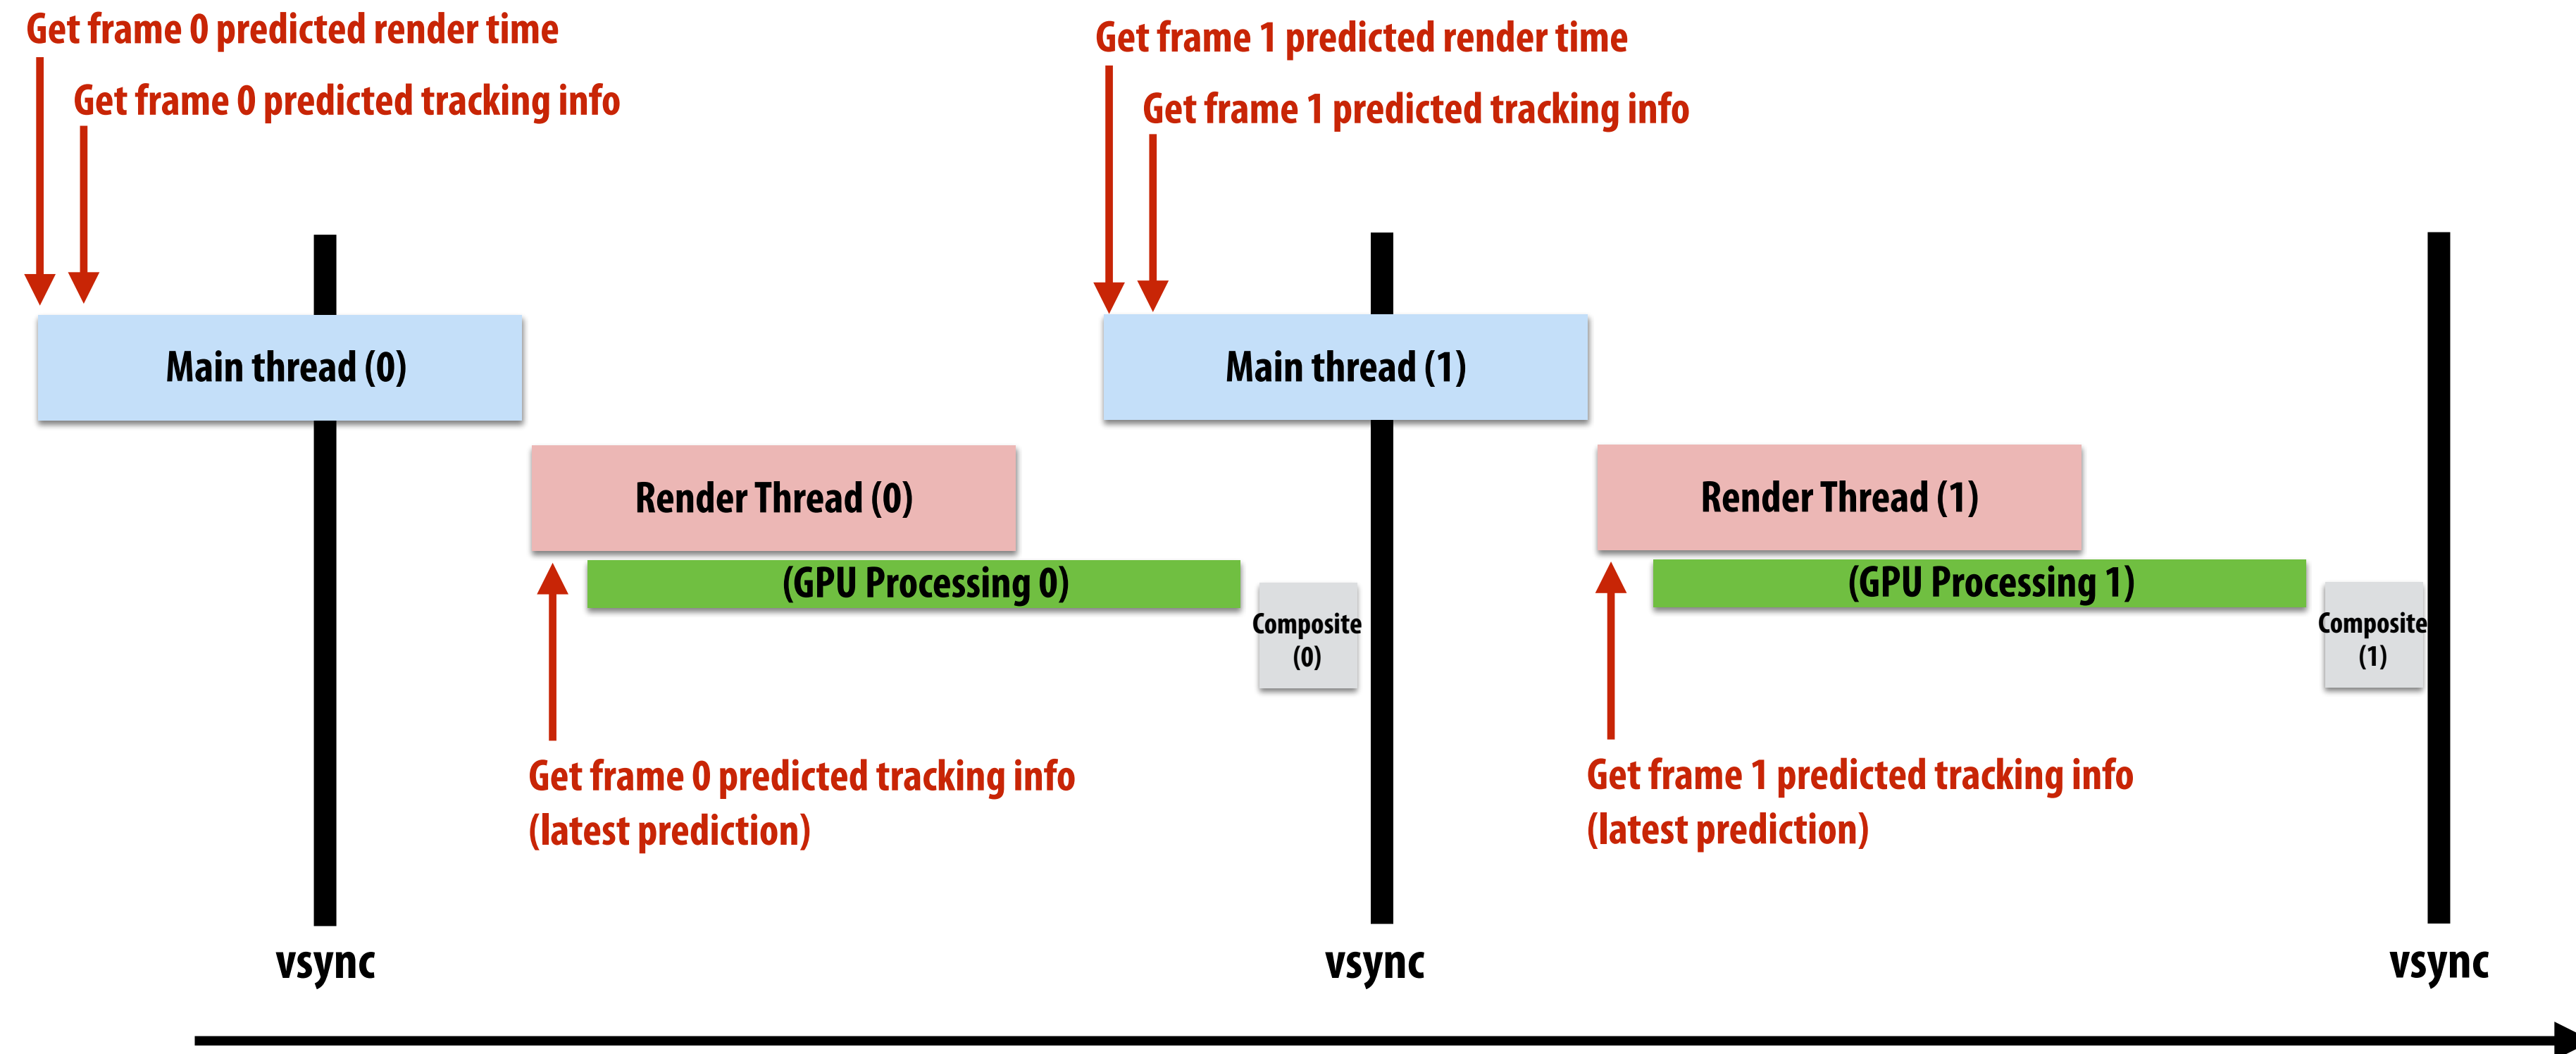 Get frame 0 predicted render time
Get frame 0 predicted tracking info
Get frame 1 predicted render time
Get frame 1 predicted tracking info
Main thread (0)
Main thread (1)
Render Thread (0)
Render Thread (1)
(GPU Processing 0)
(GPU Processing 1)
Composite
(0)
Composite
(1)
Get frame 0 predicted tracking info
(latest prediction)
Get frame 1 predicted tracking info
(latest prediction)
vsync
vsync
vsync